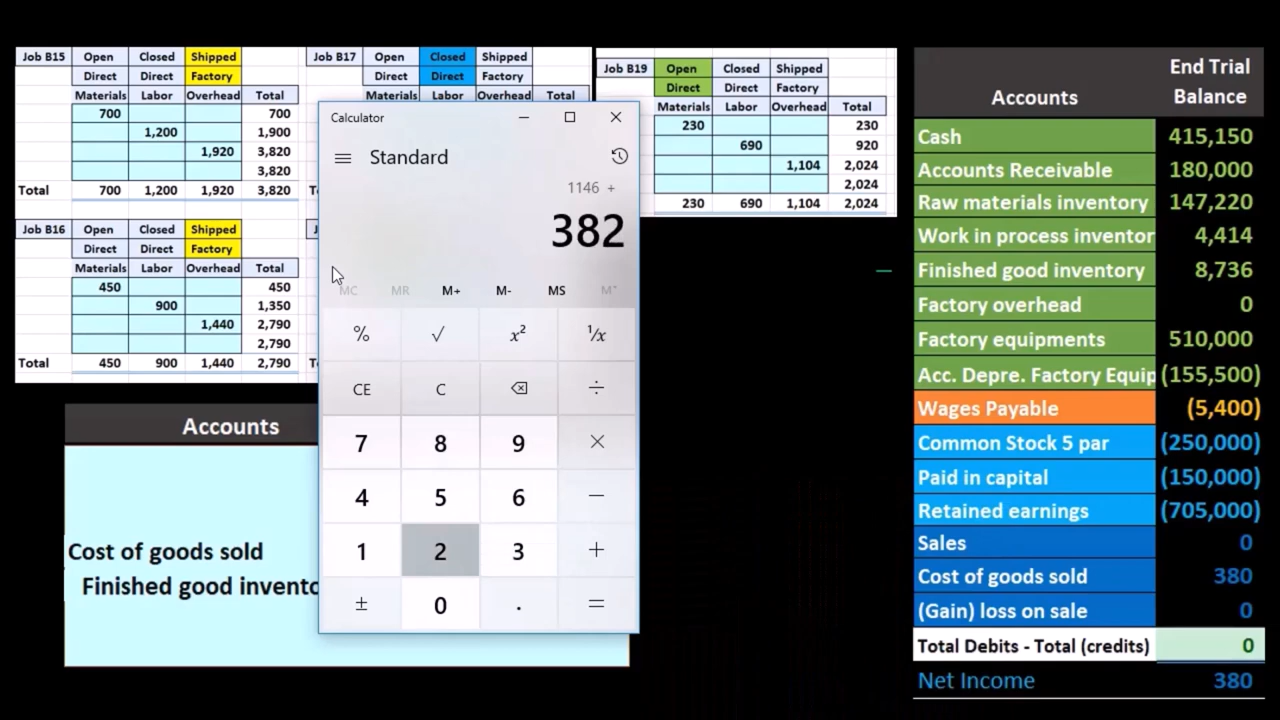 Job B15 Open Closed Shipped
Direct Direct Factory
Materials Labor Overhead Total
700 700
1,200 1,900
1,920 3,820
3,820
Total 700 1,200 1,920 3,820
Job B16 Open Closed Shipped
Direct Direct Factory
Materials Labor Overhead Total
450 450
900 1,350
1,440 2,790
2,790
Total 450 900 1,440 2,790
Job B17 Open Closed Shipped
Direct Direct Factory
Materials Labor Overhead Total
Job B19 Open Closed Shipped
Direct Direct Factory
Materials Labor Overhead Total
230 230
690 920
1,104 2,024
2,024
230 690 1,104 2,024
Calculator
Standard
1146 +
382
MC MR M+ M- MS M˅
% √ x² ¹/x
CE C ⌫ ÷
7 8 9 ×
4 5 6 −
1 2 3 +
± 0 . =
Accounts
Cost of goods sold
Finished good invento
Accounts End Trial Balance
Cash 415,150
Accounts Receivable 180,000
Raw materials inventory 147,220
Work in process inventor 4,414
Finished good inventory 8,736
Factory overhead 0
Factory equipments 510,000
Acc. Depre. Factory Equip (155,500)
Wages Payable (5,400)
Common Stock 5 par (250,000)
Paid in capital (150,000)
Retained earnings (705,000)
Sales 0
Cost of goods sold 380
(Gain) loss on sale 0
Total Debits - Total (credits) 0
Net Income 380